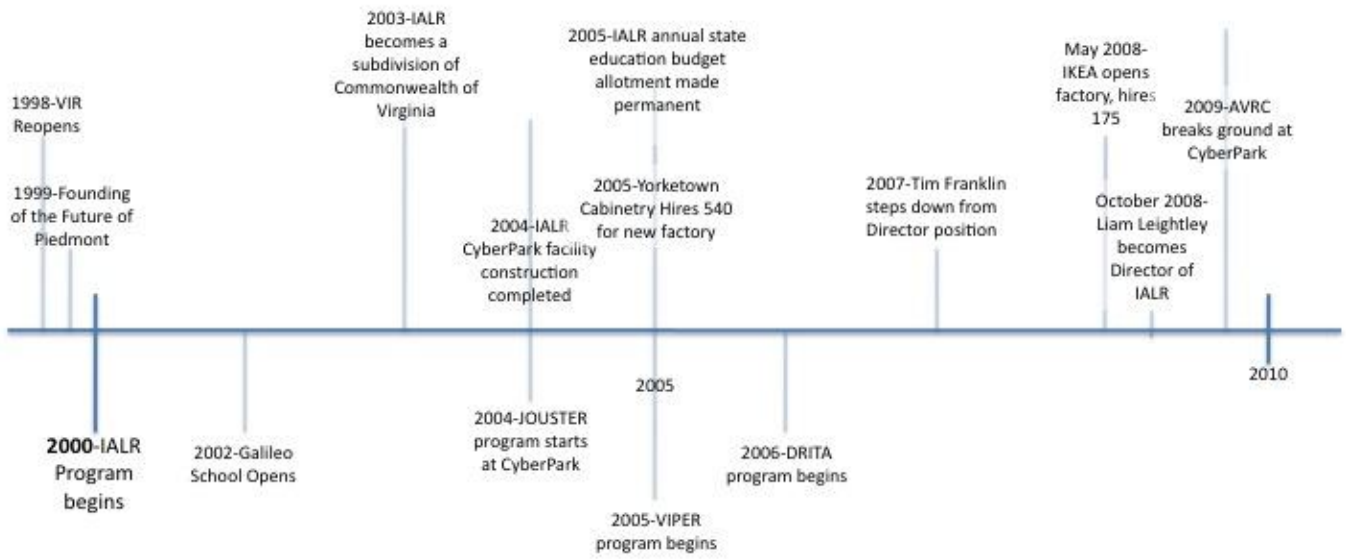 1998-VIR
Reopens
1999-Founding
of the Future of
Piedmont
2000-IALR
Program
begins
2002-Galileo
School Opens
2003-IALR
becomes a
subdivision of
Commonwealth of
Virginia
2004-IALR
CyberPark facility
construction
completed
2004-JOUSTER
program starts
at CyberPark
2005-IALR annual state
education budget
allotment made
permanent
2005-Yorketown
Cabinetry Hires 540
for new factory
2005
2005-VIPER
program begins
2006-DRITA
program begins
2007-Tim Franklin
steps down from
Director position
May 2008-
IKEA opens
factory, hires
175
October 2008-
Liam Leightley
becomes
Director of
IALR
2009-AVRC
breaks ground at
CyberPark
2010